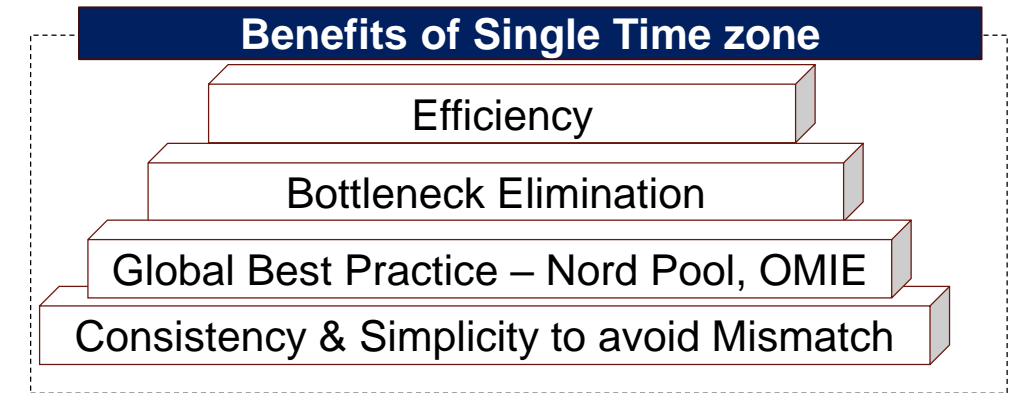 Benefits of Single Time zone
Efficiency
Bottleneck Elimination
Global Best Practice – Nord Pool, OMIE
Consistency & Simplicity to avoid Mismatch